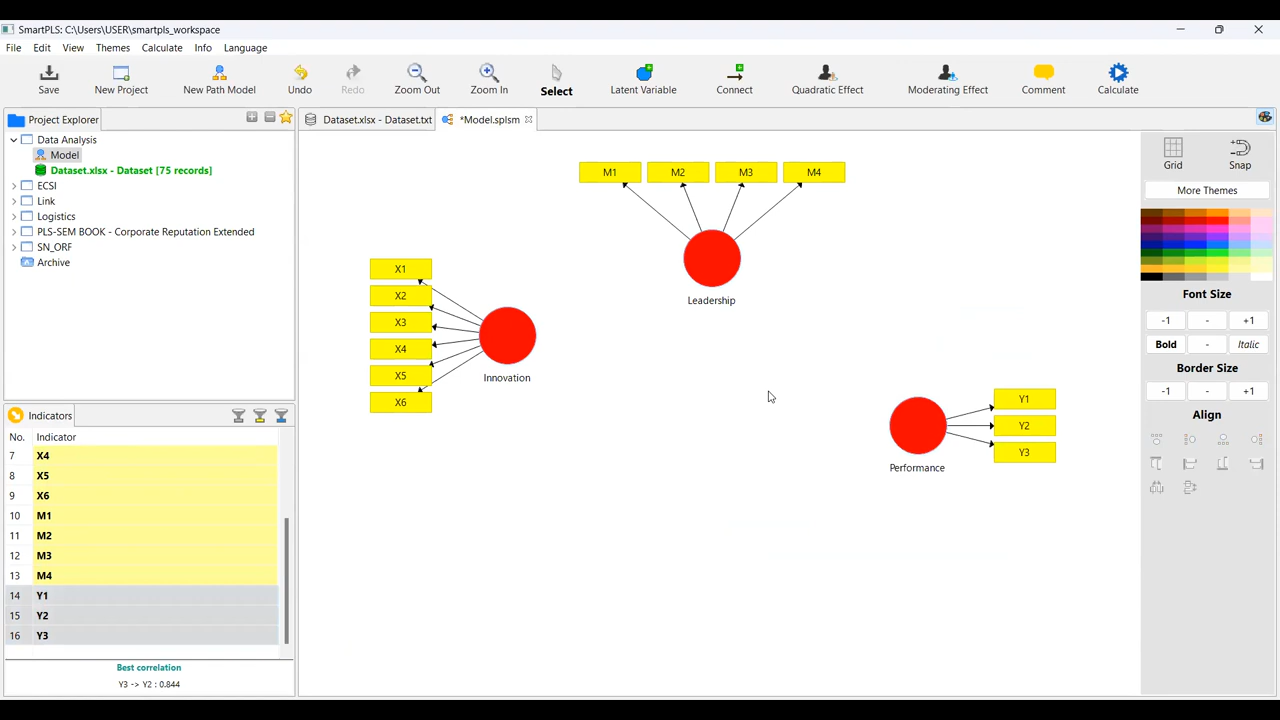 SmartPLS: C:\Users\USER\smartpls_workspace
File Edit View Themes Calculate Info Language
Save New Project New Path Model Undo Redo Zoom Out Zoom In Select Latent Variable Connect Quadratic Effect Moderating Effect Comment Calculate
Project Explorer
Data Analysis
Model
Dataset.xlsx - Dataset [75 records]
ECSI
Link
Logistics
PLS-SEM BOOK - Corporate Reputation Extended
SN_ORF
Archive
Indicators
No. Indicator
7 X4
8 X5
9 X6
10 M1
11 M2
12 M3
13 M4
14 Y1
15 Y2
16 Y3
Best correlation
Y3 -> Y2 : 0.844
Dataset.xlsx - Dataset.txt *Model.splsm
M1 M2 M3 M4
Leadership
X1
X2
X3
X4
X5
X6
Innovation
Y1
Y2
Y3
Performance
Grid Snap
More Themes
Font Size
-1 - +1
Bold - Italic
Border Size
-1 - +1
Align